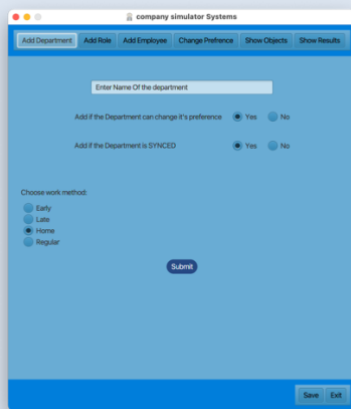 company simulator Systems
Add Department Add Role Add Employee Change Prefrence Show Objects Show Results
Enter Name Of the department
Add if the Department can change it's preference Yes No
Add if the Department is SYNCED Yes No
Choose work method:
Early
Late
Home
Regular
Submit
Save Exit